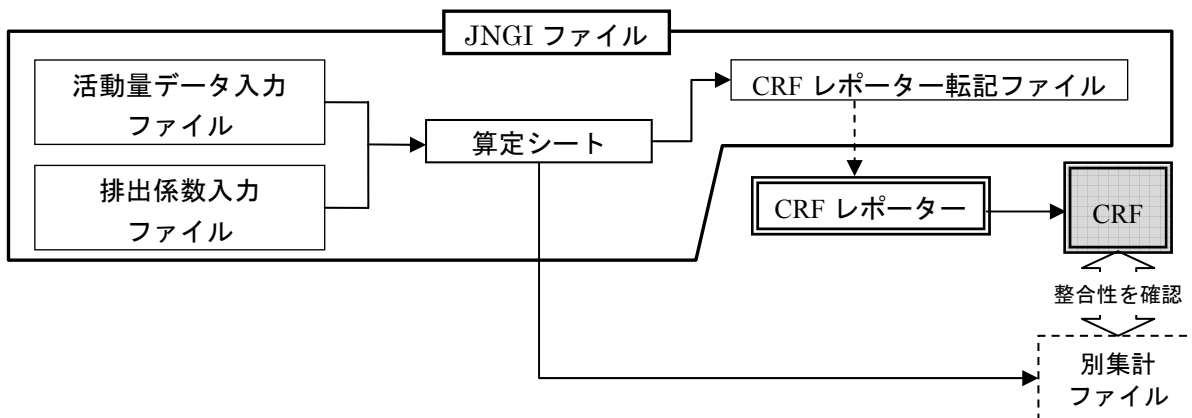 JNGI ファイル
活動量データ入力
ファイル
排出係数入力
ファイル
算定シート
CRF レポーター転記ファイル
CRF レポーター
CRF
整合性を確認
別集計
ファイル